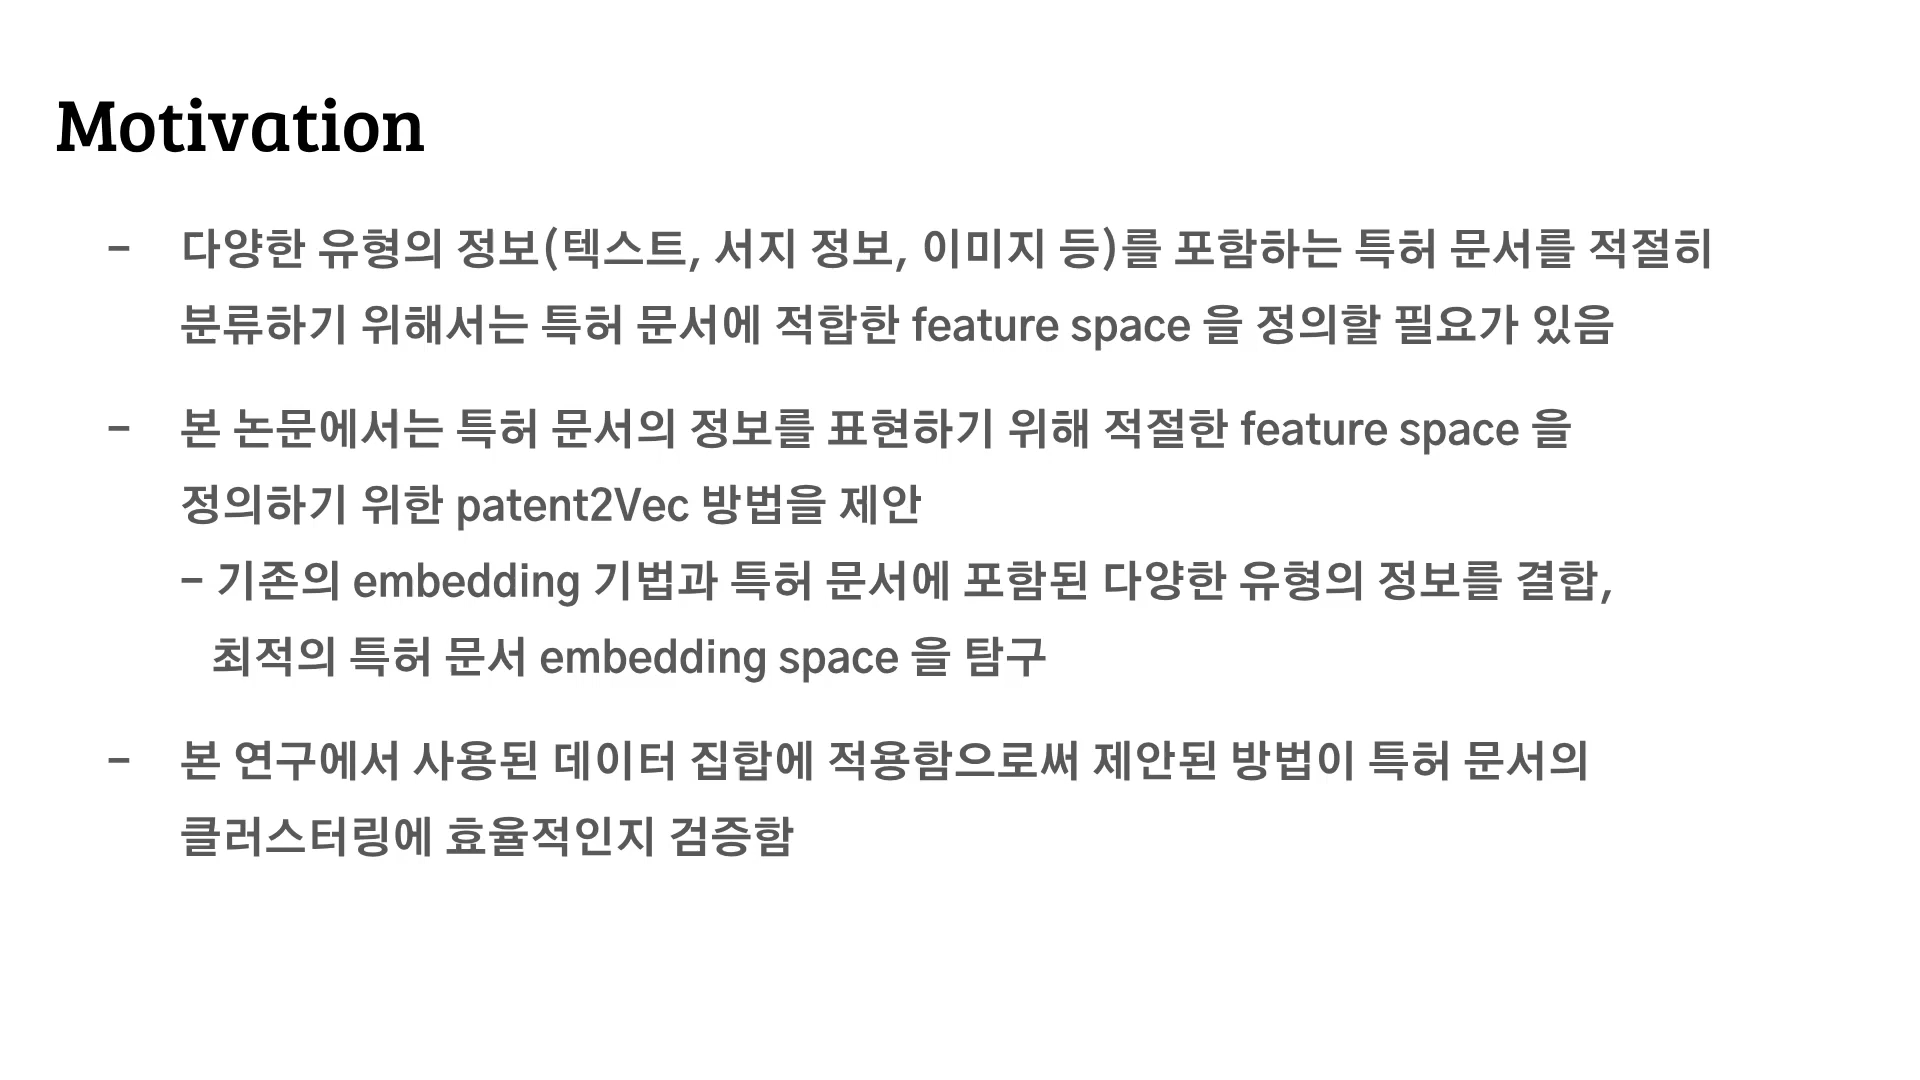 Motivation
- 다양한 유형의 정보(텍스트, 서지 정보, 이미지 등)를 포함하는 특허 문서를 적절히
분류하기 위해서는 특허 문서에 적합한 feature space 을 정의할 필요가 있음
- 본 논문에서는 특허 문서의 정보를 표현하기 위해 적절한 feature space 을
정의하기 위한 patent2Vec 방법을 제안
- 기존의 embedding 기법과 특허 문서에 포함된 다양한 유형의 정보를 결합,
최적의 특허 문서 embedding space 을 탐구
- 본 연구에서 사용된 데이터 집합에 적용함으로써 제안된 방법이 특허 문서의
클러스터링에 효율적인지 검증함